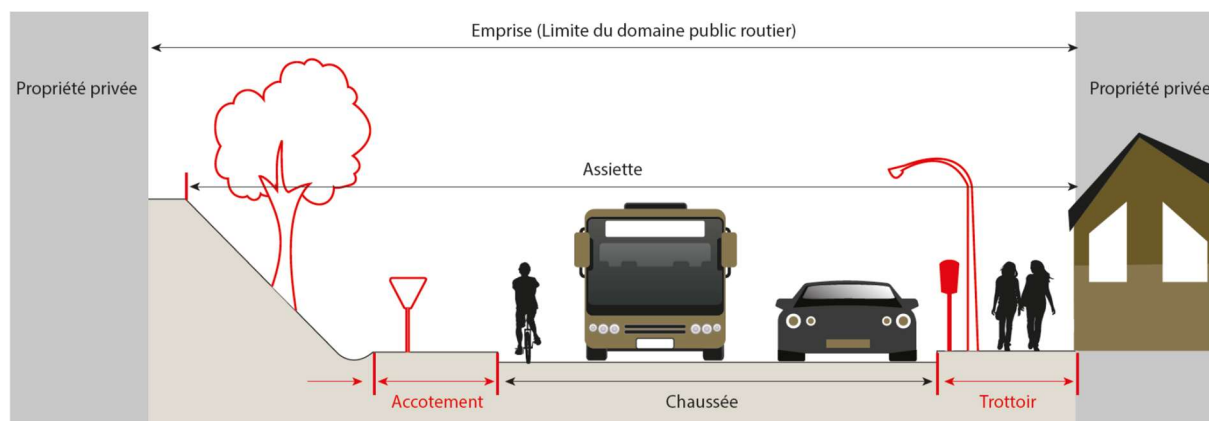 Emprise (Limite du domaine public routier)
Propriété privée
Propriété privée
Assiette
Accotement
Chaussée
Trottoir